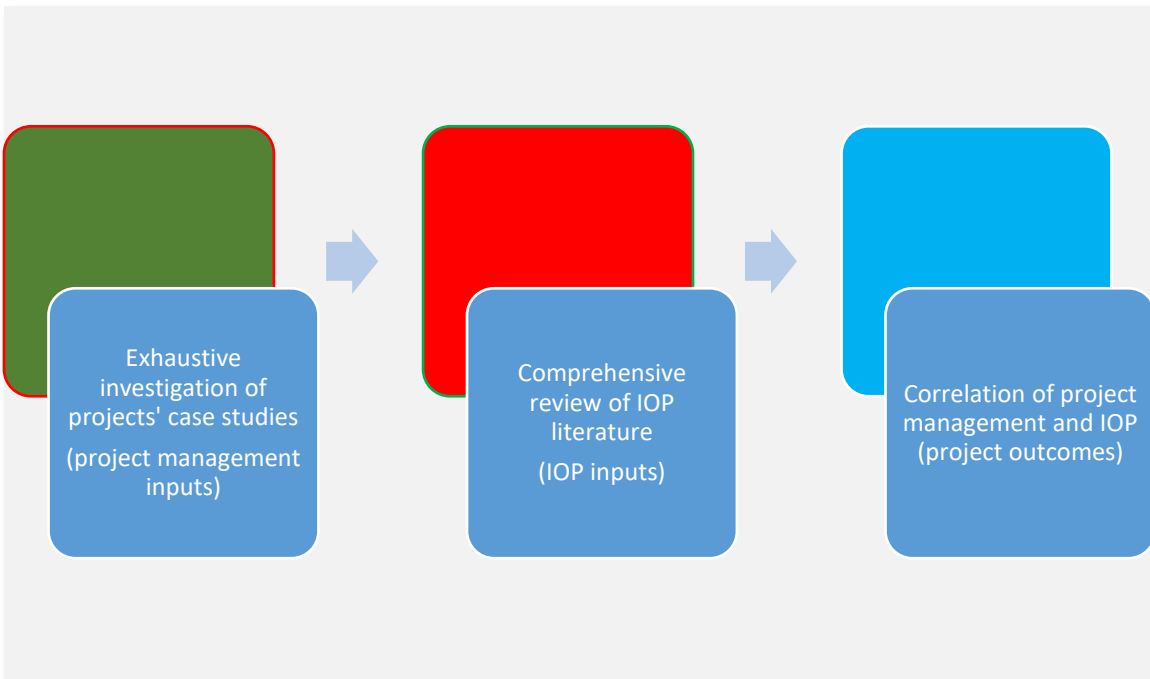 Exhaustive
investigation of
projects' case studies
(project management
inputs)
Comprehensive
review of IOP
literature
(IOP inputs)
Correlation of project
management and IOP
(project outcomes)